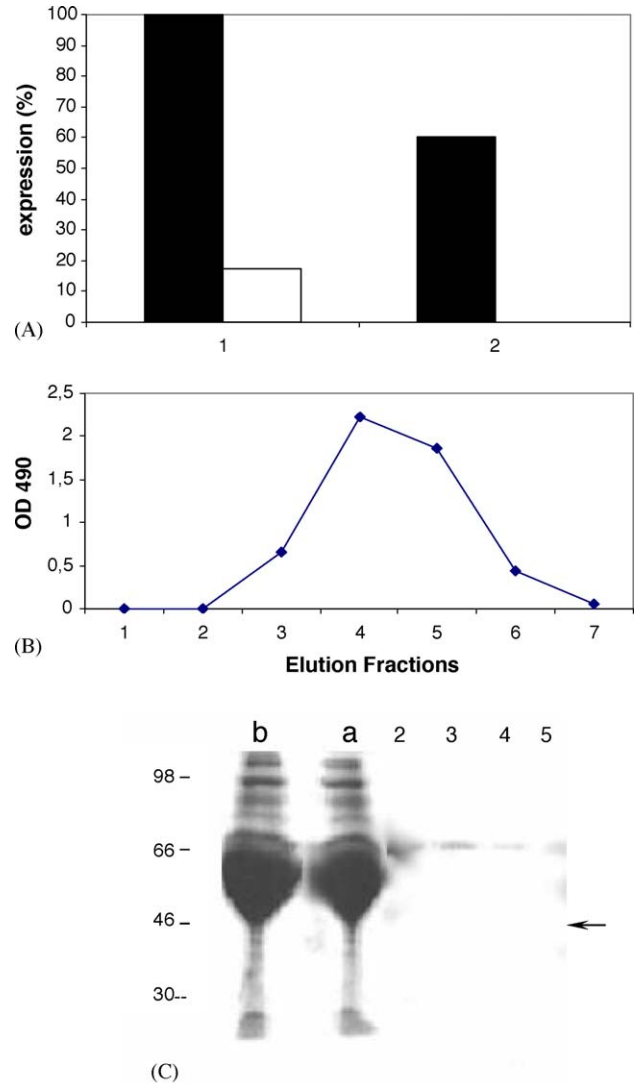 100
90
80
70
60
50
40
30
20
10
0
expression (%)
1 2
(A)
2,5
2
1,5
1
0,5
0
OD 490
1 2 3 4 5 6 7
Elution Fractions
(B)
b a 2 3 4 5
98 –
66 –
46 –
30--
(C)